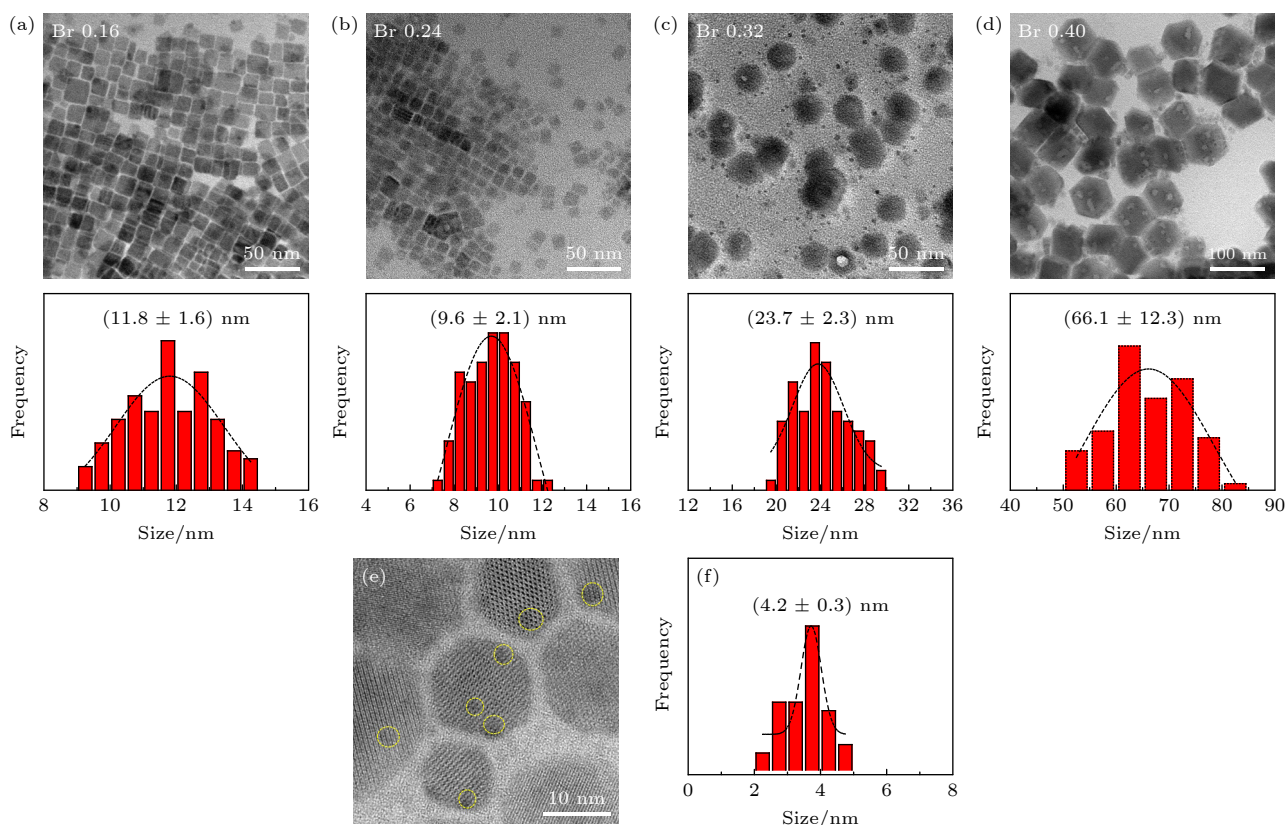 (a)
Br 0.16
50 nm
(b)
Br 0.24
50 nm
(c)
Br 0.32
50 nm
(d)
Br 0.40
100 nm
(11.8 ± 1.6) nm
Frequency
8 10 12 14 16
Size/nm
(9.6 ± 2.1) nm
Frequency
4 6 8 10 12 14 16
Size/nm
(23.7 ± 2.3) nm
Frequency
12 16 20 24 28 32 36
Size/nm
(66.1 ± 12.3) nm
Frequency
40 50 60 70 80 90
Size/nm
(e)
10 nm
(f)
(4.2 ± 0.3) nm
Frequency
0 2 4 6 8
Size/nm